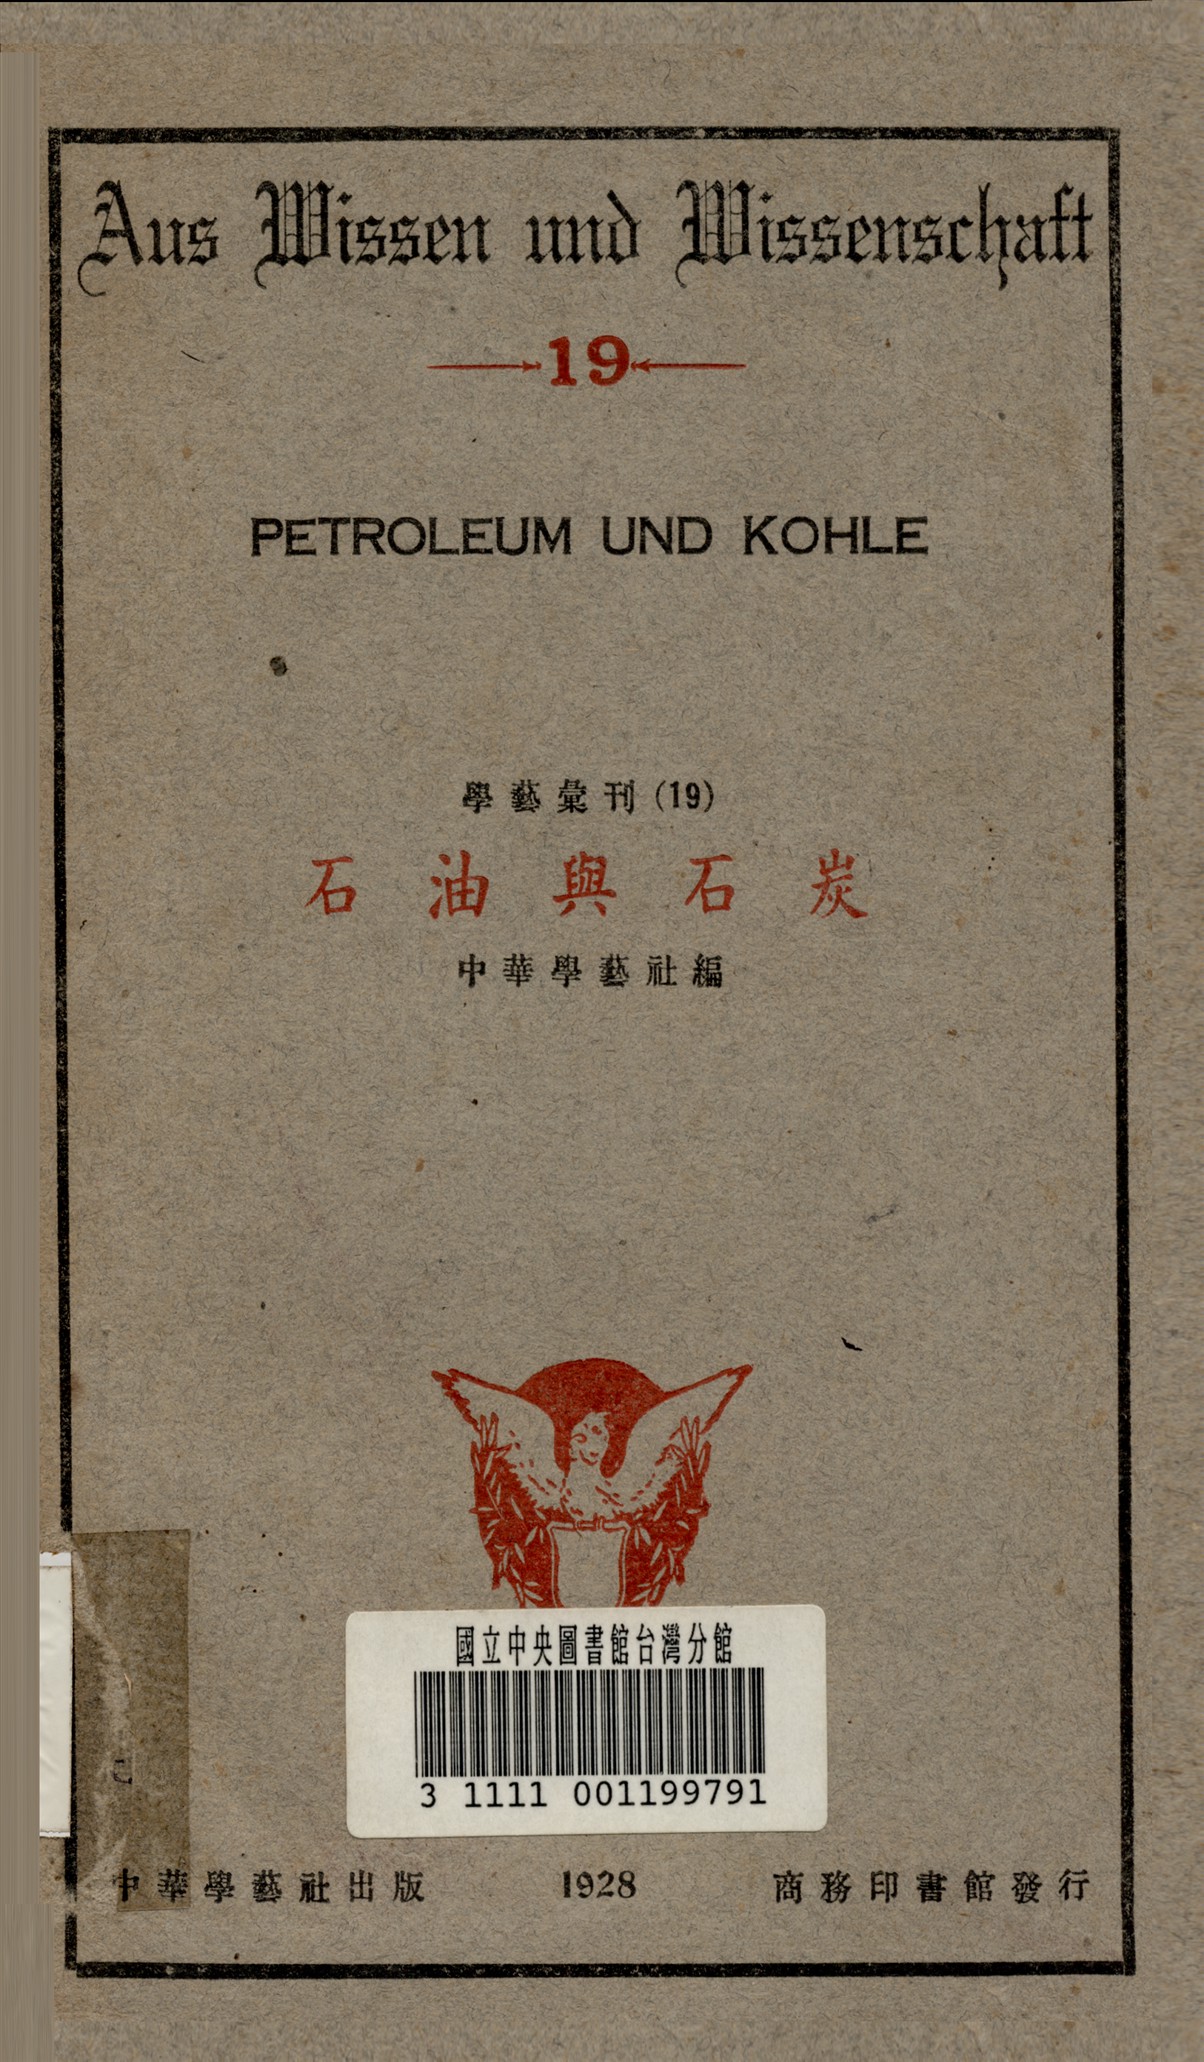 Aus Wissen und Wissenschaft
19
PETROLEUM UND KOHLE
學藝彙刊(19)
石油與石炭
中華學藝社編
國立中央圖書館台灣分館
3 1111 001199791
中華學藝社出版 1928 商務印書館發行